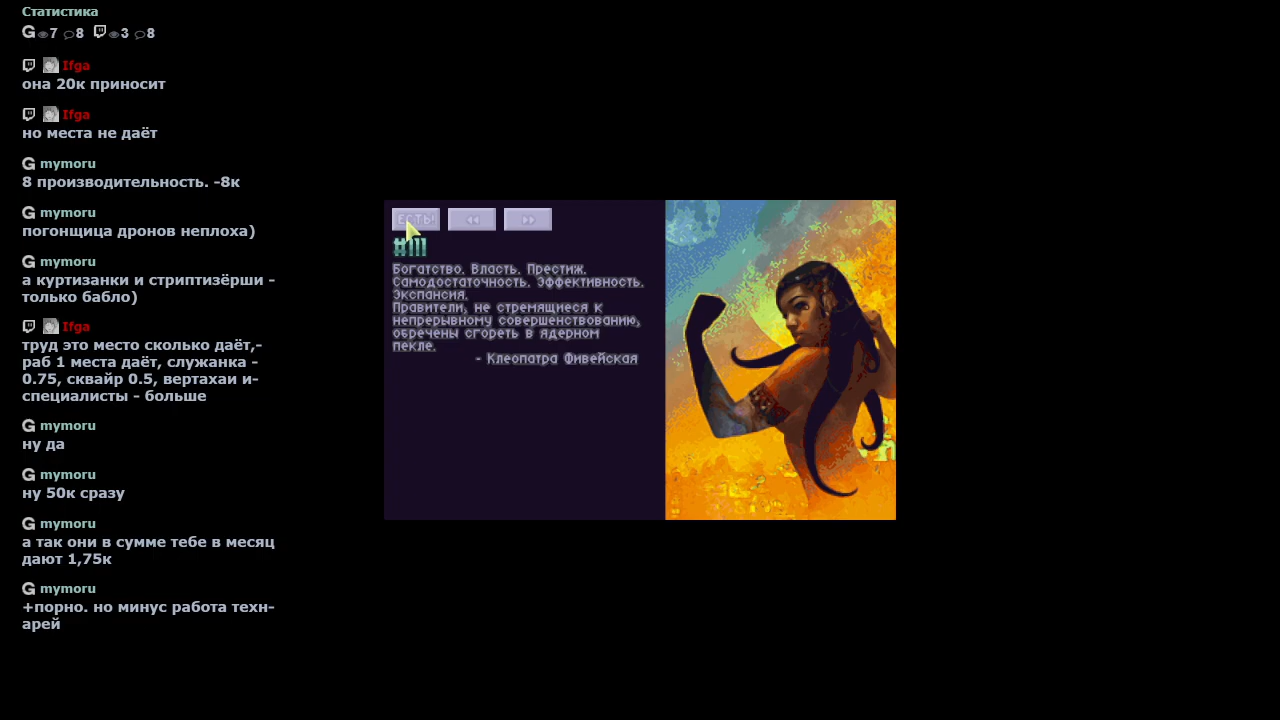 Статистика
7 8 3 8
Ifga
она 20к приносит
Ifga
но места не даёт
mymoru
8 производительность. -8к
mymoru
погонщица дронов неплоха)
mymoru
а куртизанки и стриптизёрши -
только бабло)
Ifga
труд это место сколько даёт,-
раб 1 места даёт, служанка -
0.75, сквайр 0.5, вертахаи и-
специалисты - больше
mymoru
ну да
mymoru
ну 50к сразу
mymoru
а так они в сумме тебе в месяц
дают 1,75к
mymoru
+порно. но минус работа техн-
арей
ЕСТЬ!
#111
Богатство. Власть. Престиж.
Самодостаточность. Эффективность.
Экспансия.
Правители, не стремящиеся к
непрерывному совершенствованию,
обречены сгореть в ядерном
пекле.
- Клеопатра Фивейская